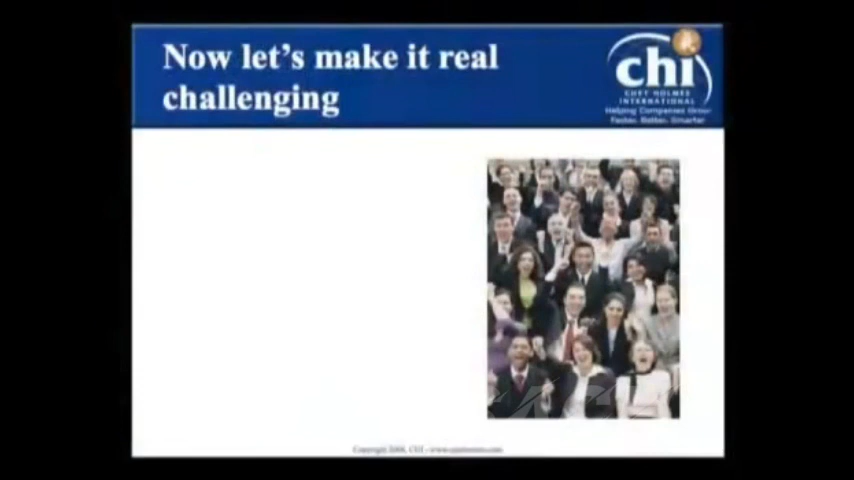 Now let's make it real
challenging
chi
CHET HOLMES
INTERNATIONAL
Helping Companies Grow
Faster, Better, Smarter